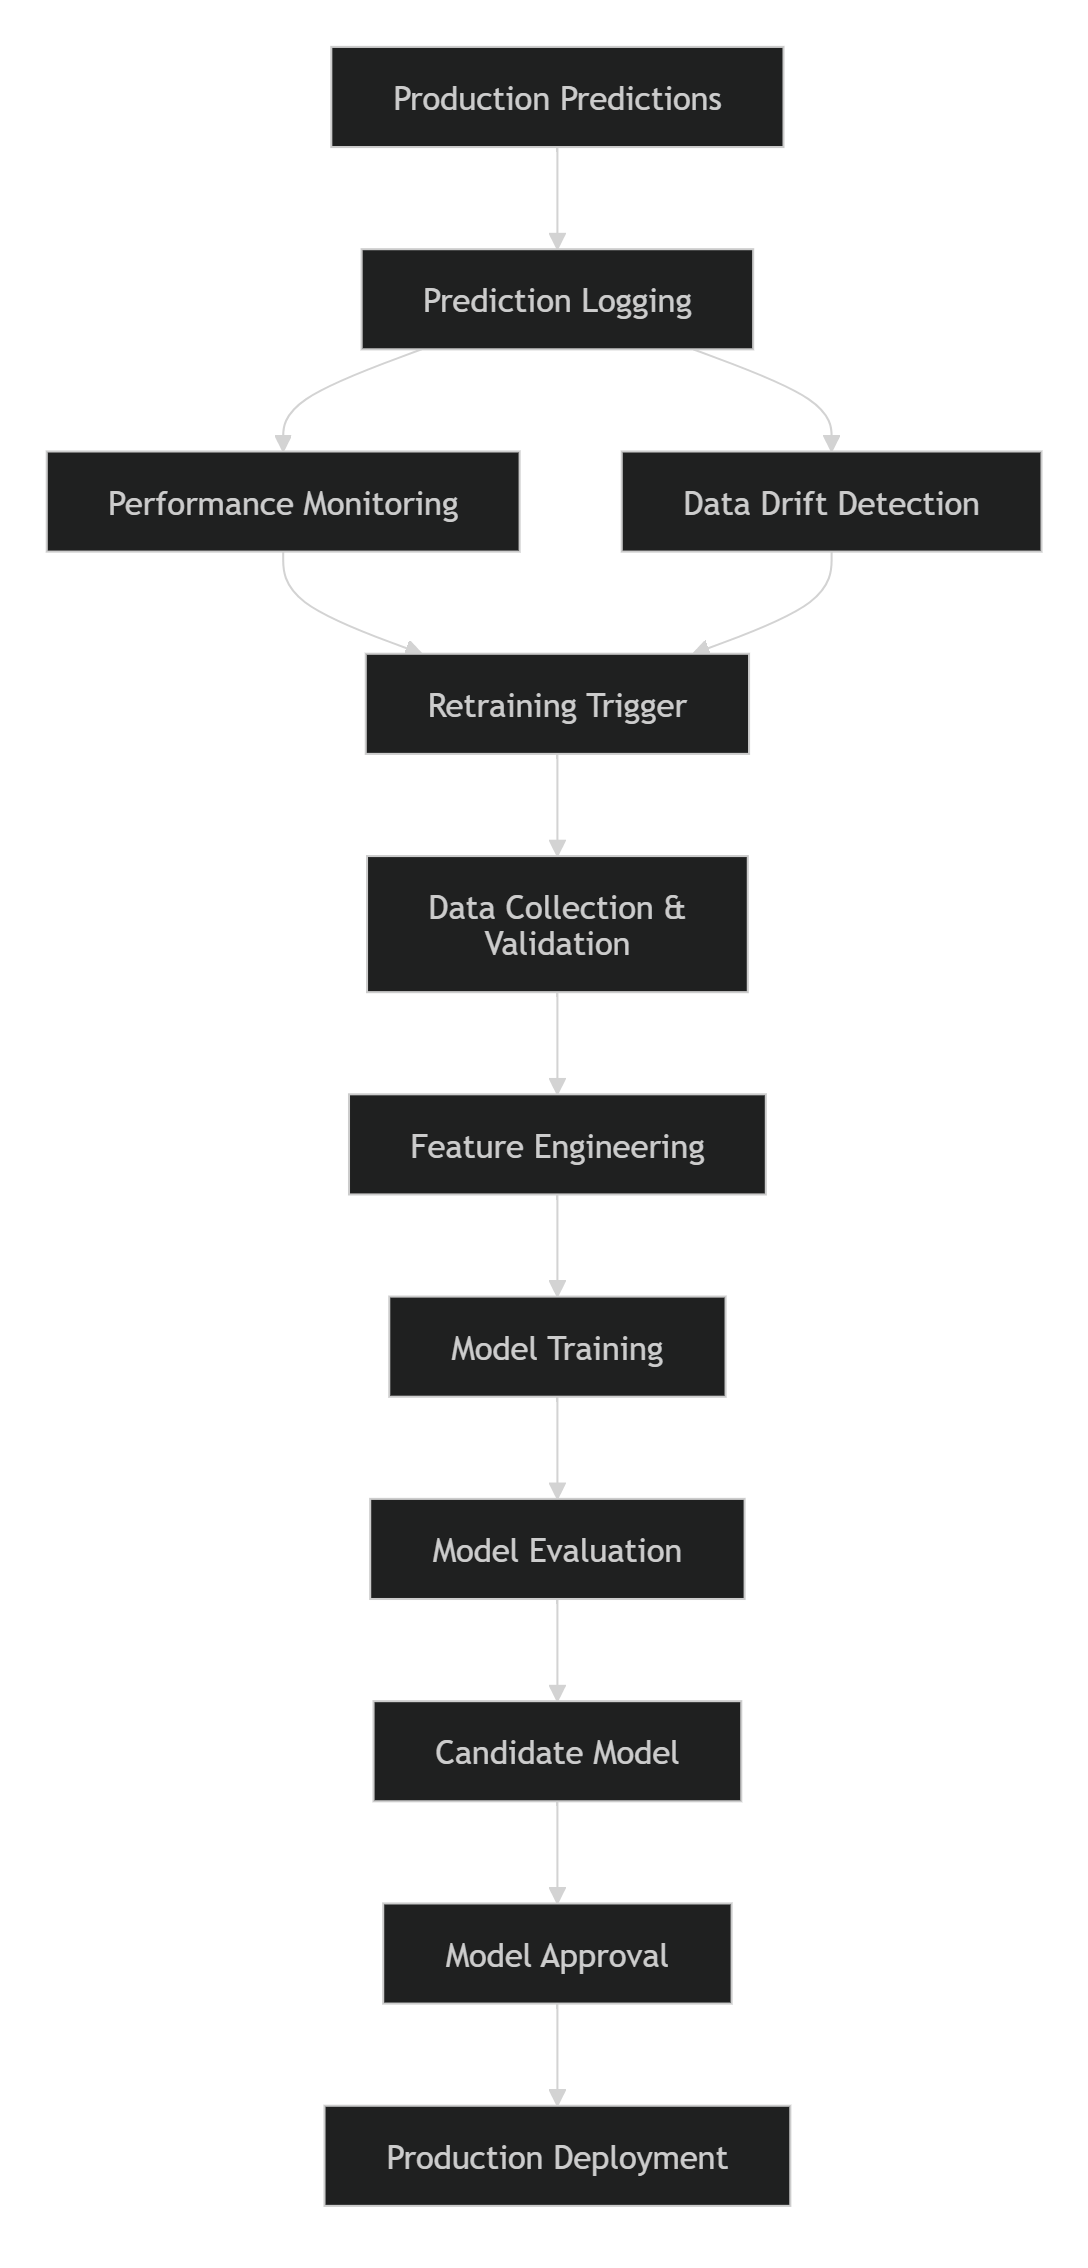 Production Predictions
Prediction Logging
Performance Monitoring
Data Drift Detection
Retraining Trigger
Data Collection &
Validation
Feature Engineering
Model Training
Model Evaluation
Candidate Model
Model Approval
Production Deployment